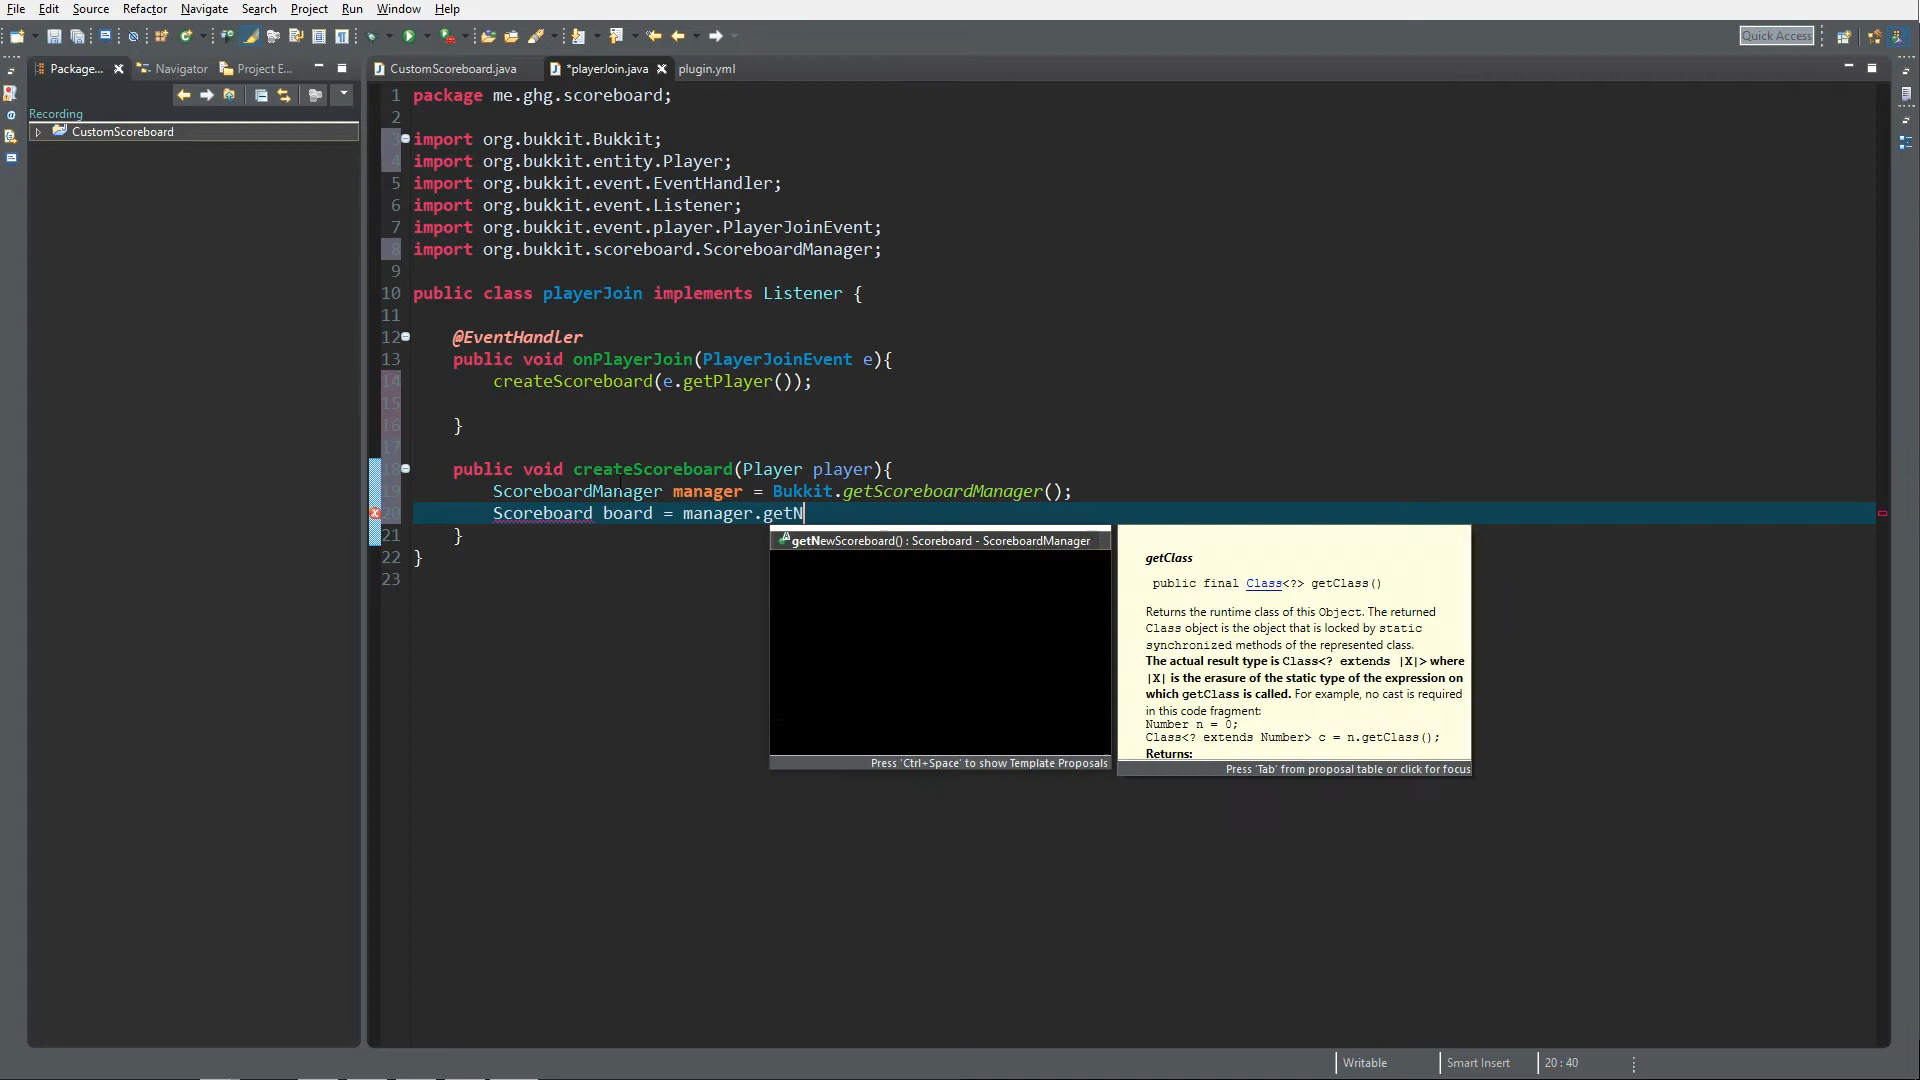 File Edit Source Refactor Navigate Search Project Run Window Help
Quick Access
Package... Navigator Project E...
CustomScoreboard.java *playerJoin.java plugin.yml
Recording
CustomScoreboard
1 package me.ghg.scoreboard;
2
3 import org.bukkit.Bukkit;
4 import org.bukkit.entity.Player;
5 import org.bukkit.event.EventHandler;
6 import org.bukkit.event.Listener;
7 import org.bukkit.event.player.PlayerJoinEvent;
8 import org.bukkit.scoreboard.ScoreboardManager;
9
10 public class playerJoin implements Listener {
11
12 @EventHandler
13 public void onPlayerJoin(PlayerJoinEvent e){
14 createScoreboard(e.getPlayer());
15
16 }
17
18 public void createScoreboard(Player player){
19 ScoreboardManager manager = Bukkit.getScoreboardManager();
20 Scoreboard board = manager.getN
21 }
22 }
23
getNewScoreboard() : Scoreboard - ScoreboardManager
Press 'Ctrl+Space' to show Template Proposals
getClass
public final Class<?> getClass()
Returns the runtime class of this Object. The returned
Class object is the object that is locked by static
synchronized methods of the represented class.
The actual result type is Class<? extends |X|> where
|X| is the erasure of the static type of the expression on
which getClass is called. For example, no cast is required
in this code fragment:
Number n = 0;
Class<? extends Number> c = n.getClass();
Returns:
Press 'Tab' from proposal table or click for focus
Writable Smart Insert 20 : 40